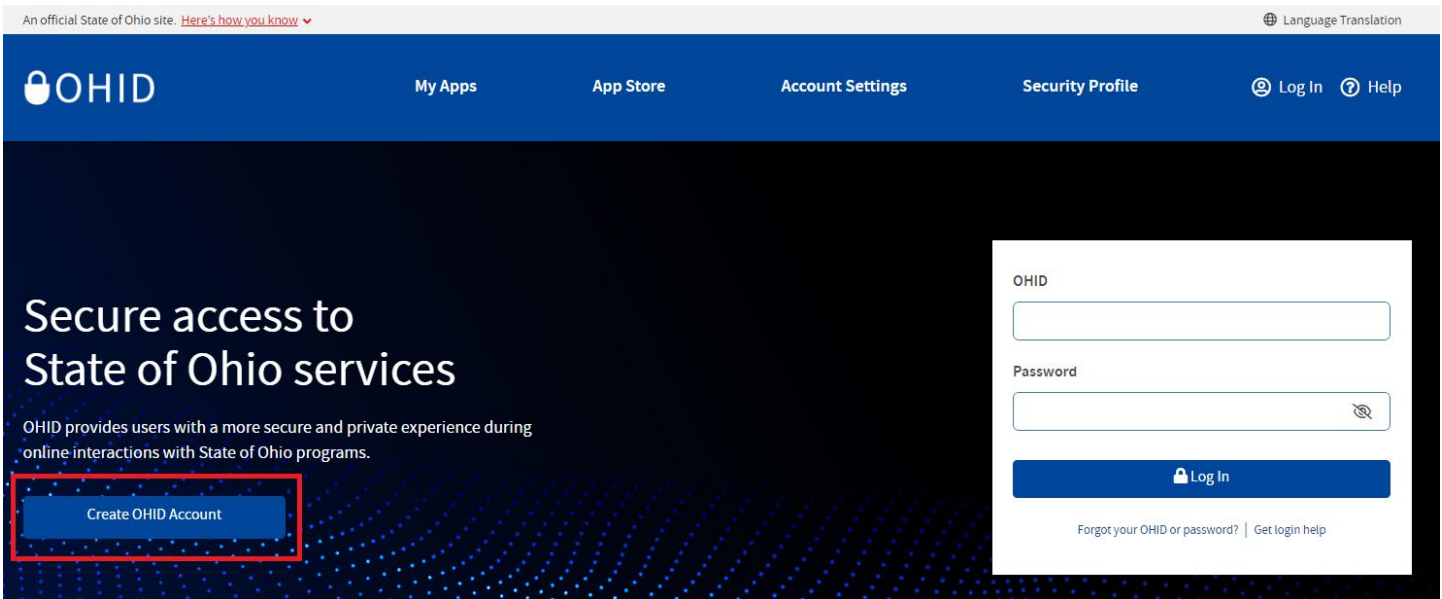 An official State of Ohio site. Here's how you know
Language Translation
OHID
My Apps
App Store
Account Settings
Security Profile
Log In
Help
Secure access to
State of Ohio services
OHID provides users with a more secure and private experience during
online interactions with State of Ohio programs.
Create OHID Account
OHID
Password
Log In
Forgot your OHID or password? | Get login help